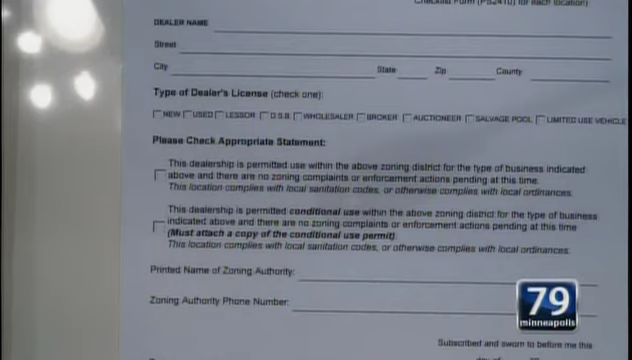 Checklist Form (PS2410) for each location)
DEALER NAME
Street
City State Zip County
Type of Dealer's License (check one):
NEW USED LESSOR D.S.B. WHOLESALER BROKER AUCTIONEER SALVAGE POOL LIMITED USE VEHICLE
Please Check Appropriate Statement:
This dealership is permitted use within the above zoning district for the type of business indicated
above and there are no zoning complaints or enforcement actions pending at this time.
This location complies with local sanitation codes, or otherwise complies with local ordinances.
This dealership is permitted conditional use within the above zoning district for the type of business
indicated above and there are no zoning complaints or enforcement actions pending at this time
(Must attach a copy of the conditional use permit).
This location complies with local sanitation codes, or otherwise complies with local ordinances.
Printed Name of Zoning Authority:
Zoning Authority Phone Number:
79
minneapolis
Subscribed and sworn to before me this
day of